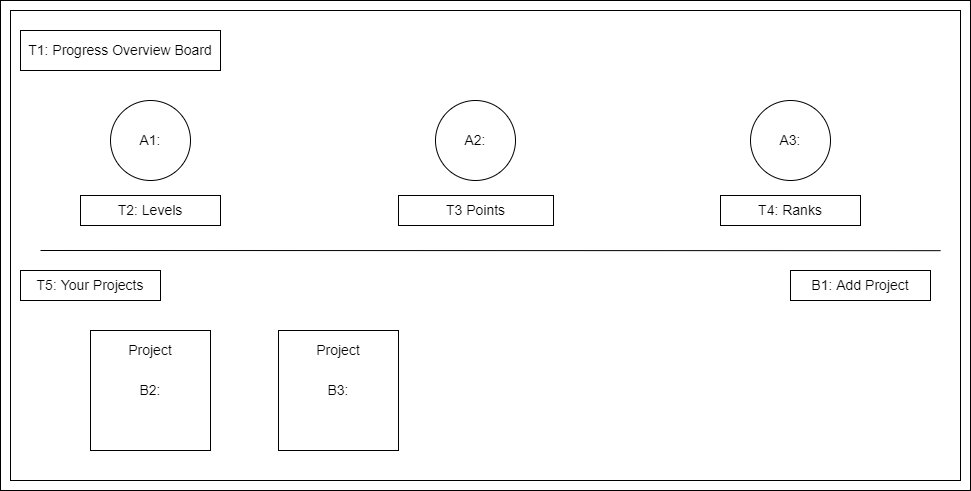 T1: Progress Overview Board
A1:
A2:
A3:
T2: Levels
T3 Points
T4: Ranks
T5: Your Projects
B1: Add Project
Project
B2:
Project
B3: